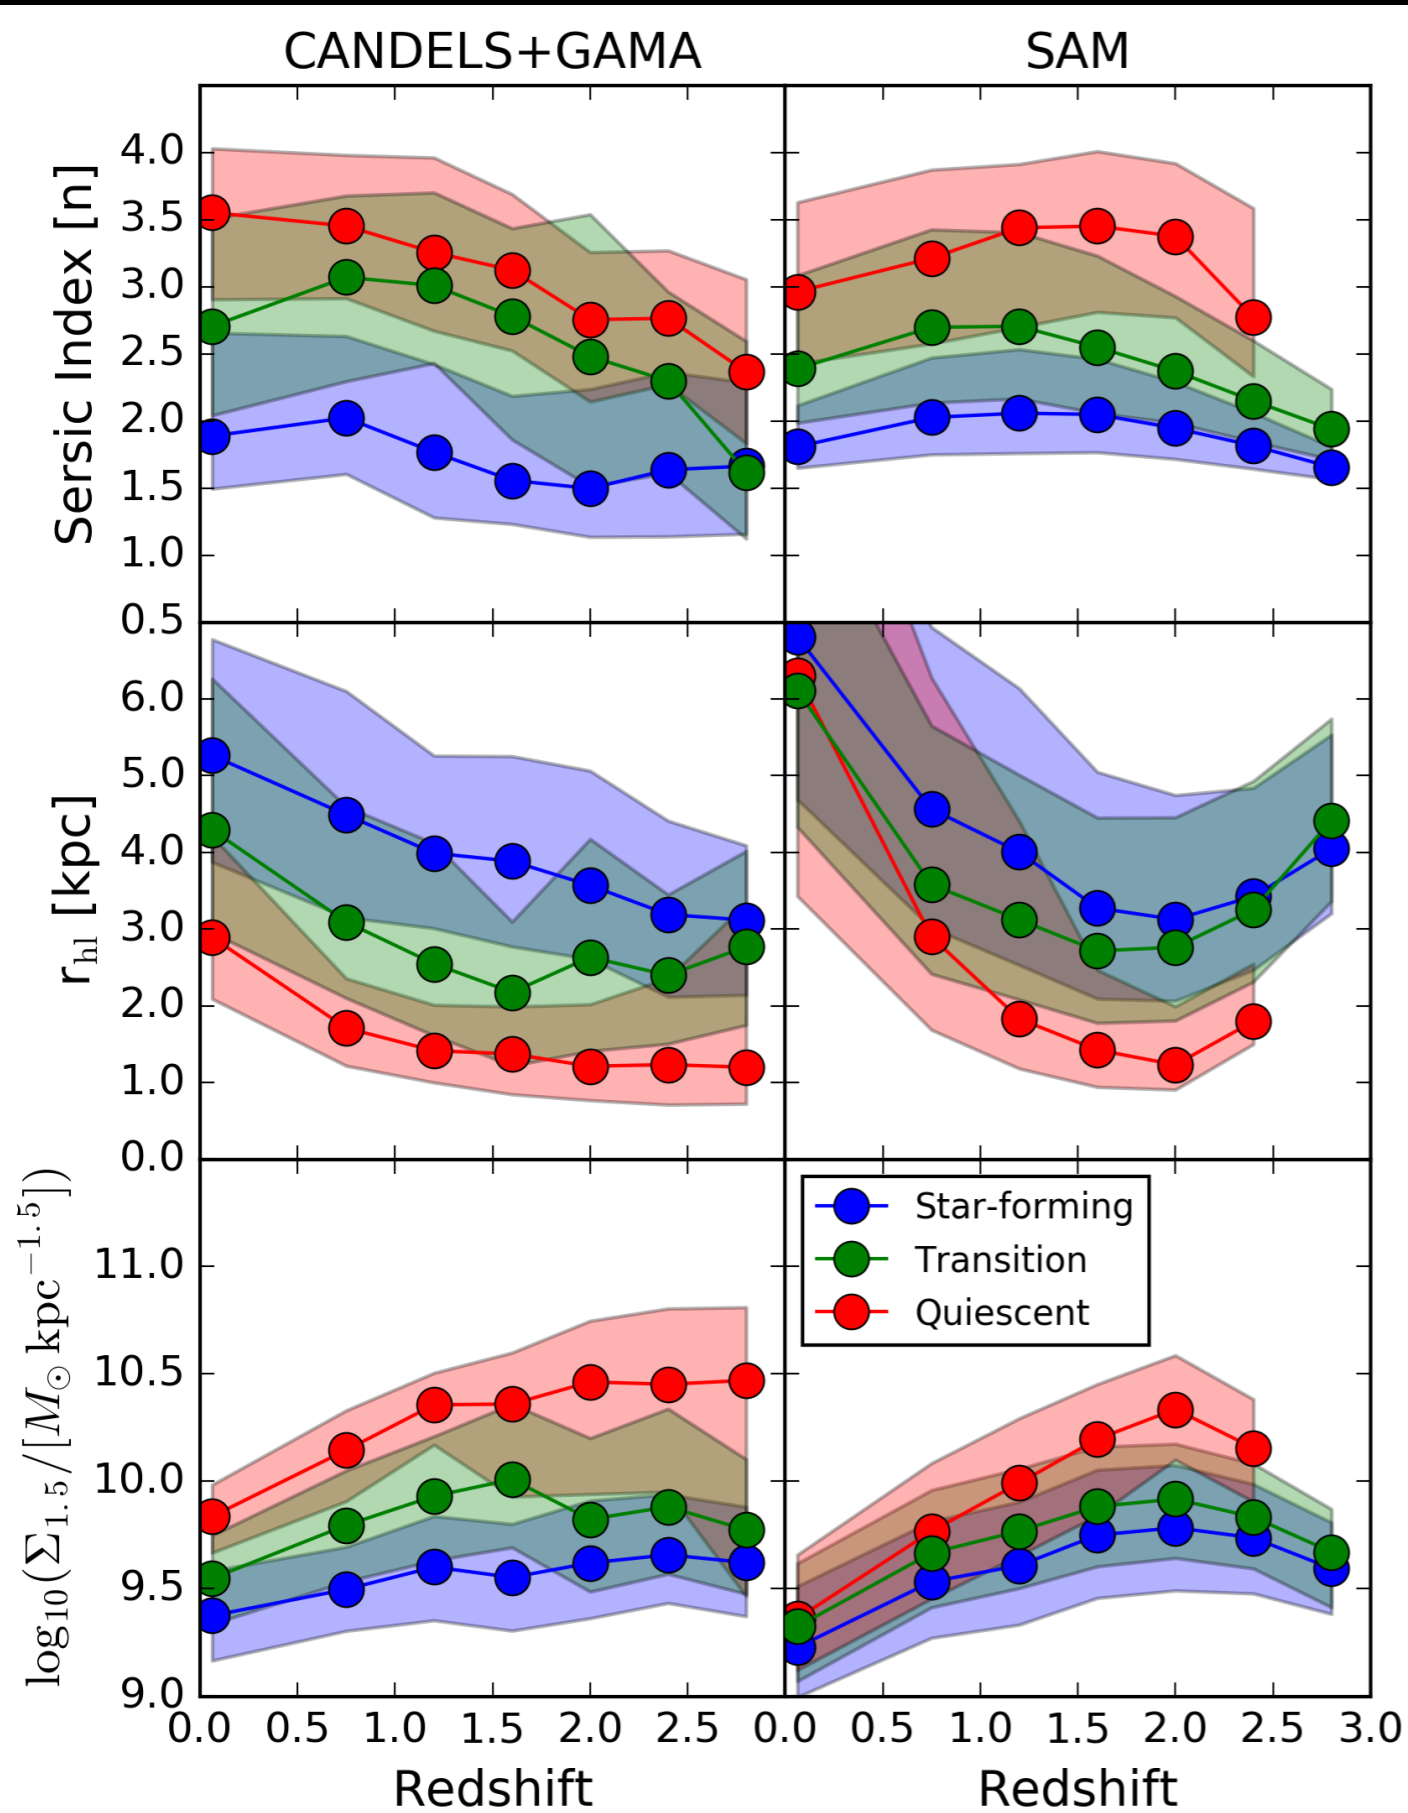 CANDELS+GAMA SAM
Sersic Index [n]
4.0
3.5
3.0
2.5
2.0
1.5
1.0
0.5
r_hl [kpc]
6.0
5.0
4.0
3.0
2.0
1.0
0.0
log₁₀(Σ₁.₅/[M⊙ kpc⁻¹·⁵])
11.0
10.5
10.0
9.5
9.0
Star-forming
Transition
Quiescent
0.0 0.5 1.0 1.5 2.0 2.5 0.0 0.5 1.0 1.5 2.0 2.5 3.0
Redshift Redshift